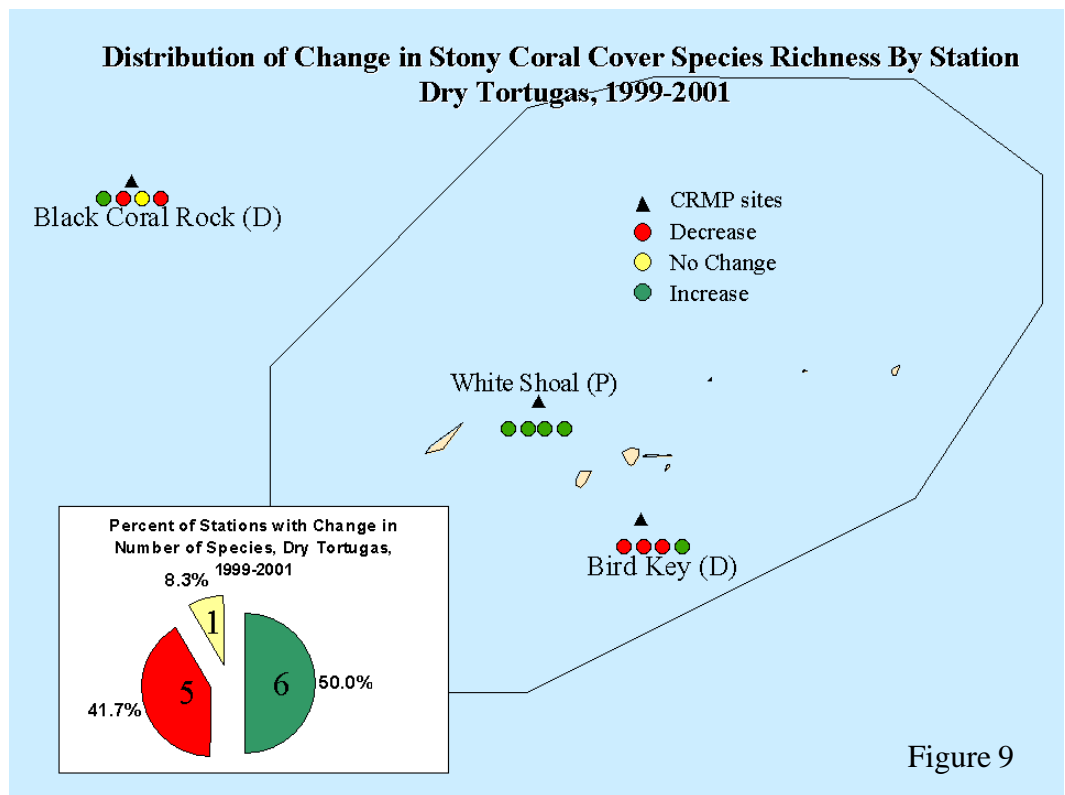 Distribution of Change in Stony Coral Cover Species Richness By Station
Dry Tortugas, 1999-2001
Black Coral Rock (D)
CRMP sites
Decrease
No Change
Increase
White Shoal (P)
Bird Key (D)
Percent of Stations with Change in
Number of Species, Dry Tortugas,
1999-2001
8.3%
1
5
6
50.0%
41.7%
Figure 9